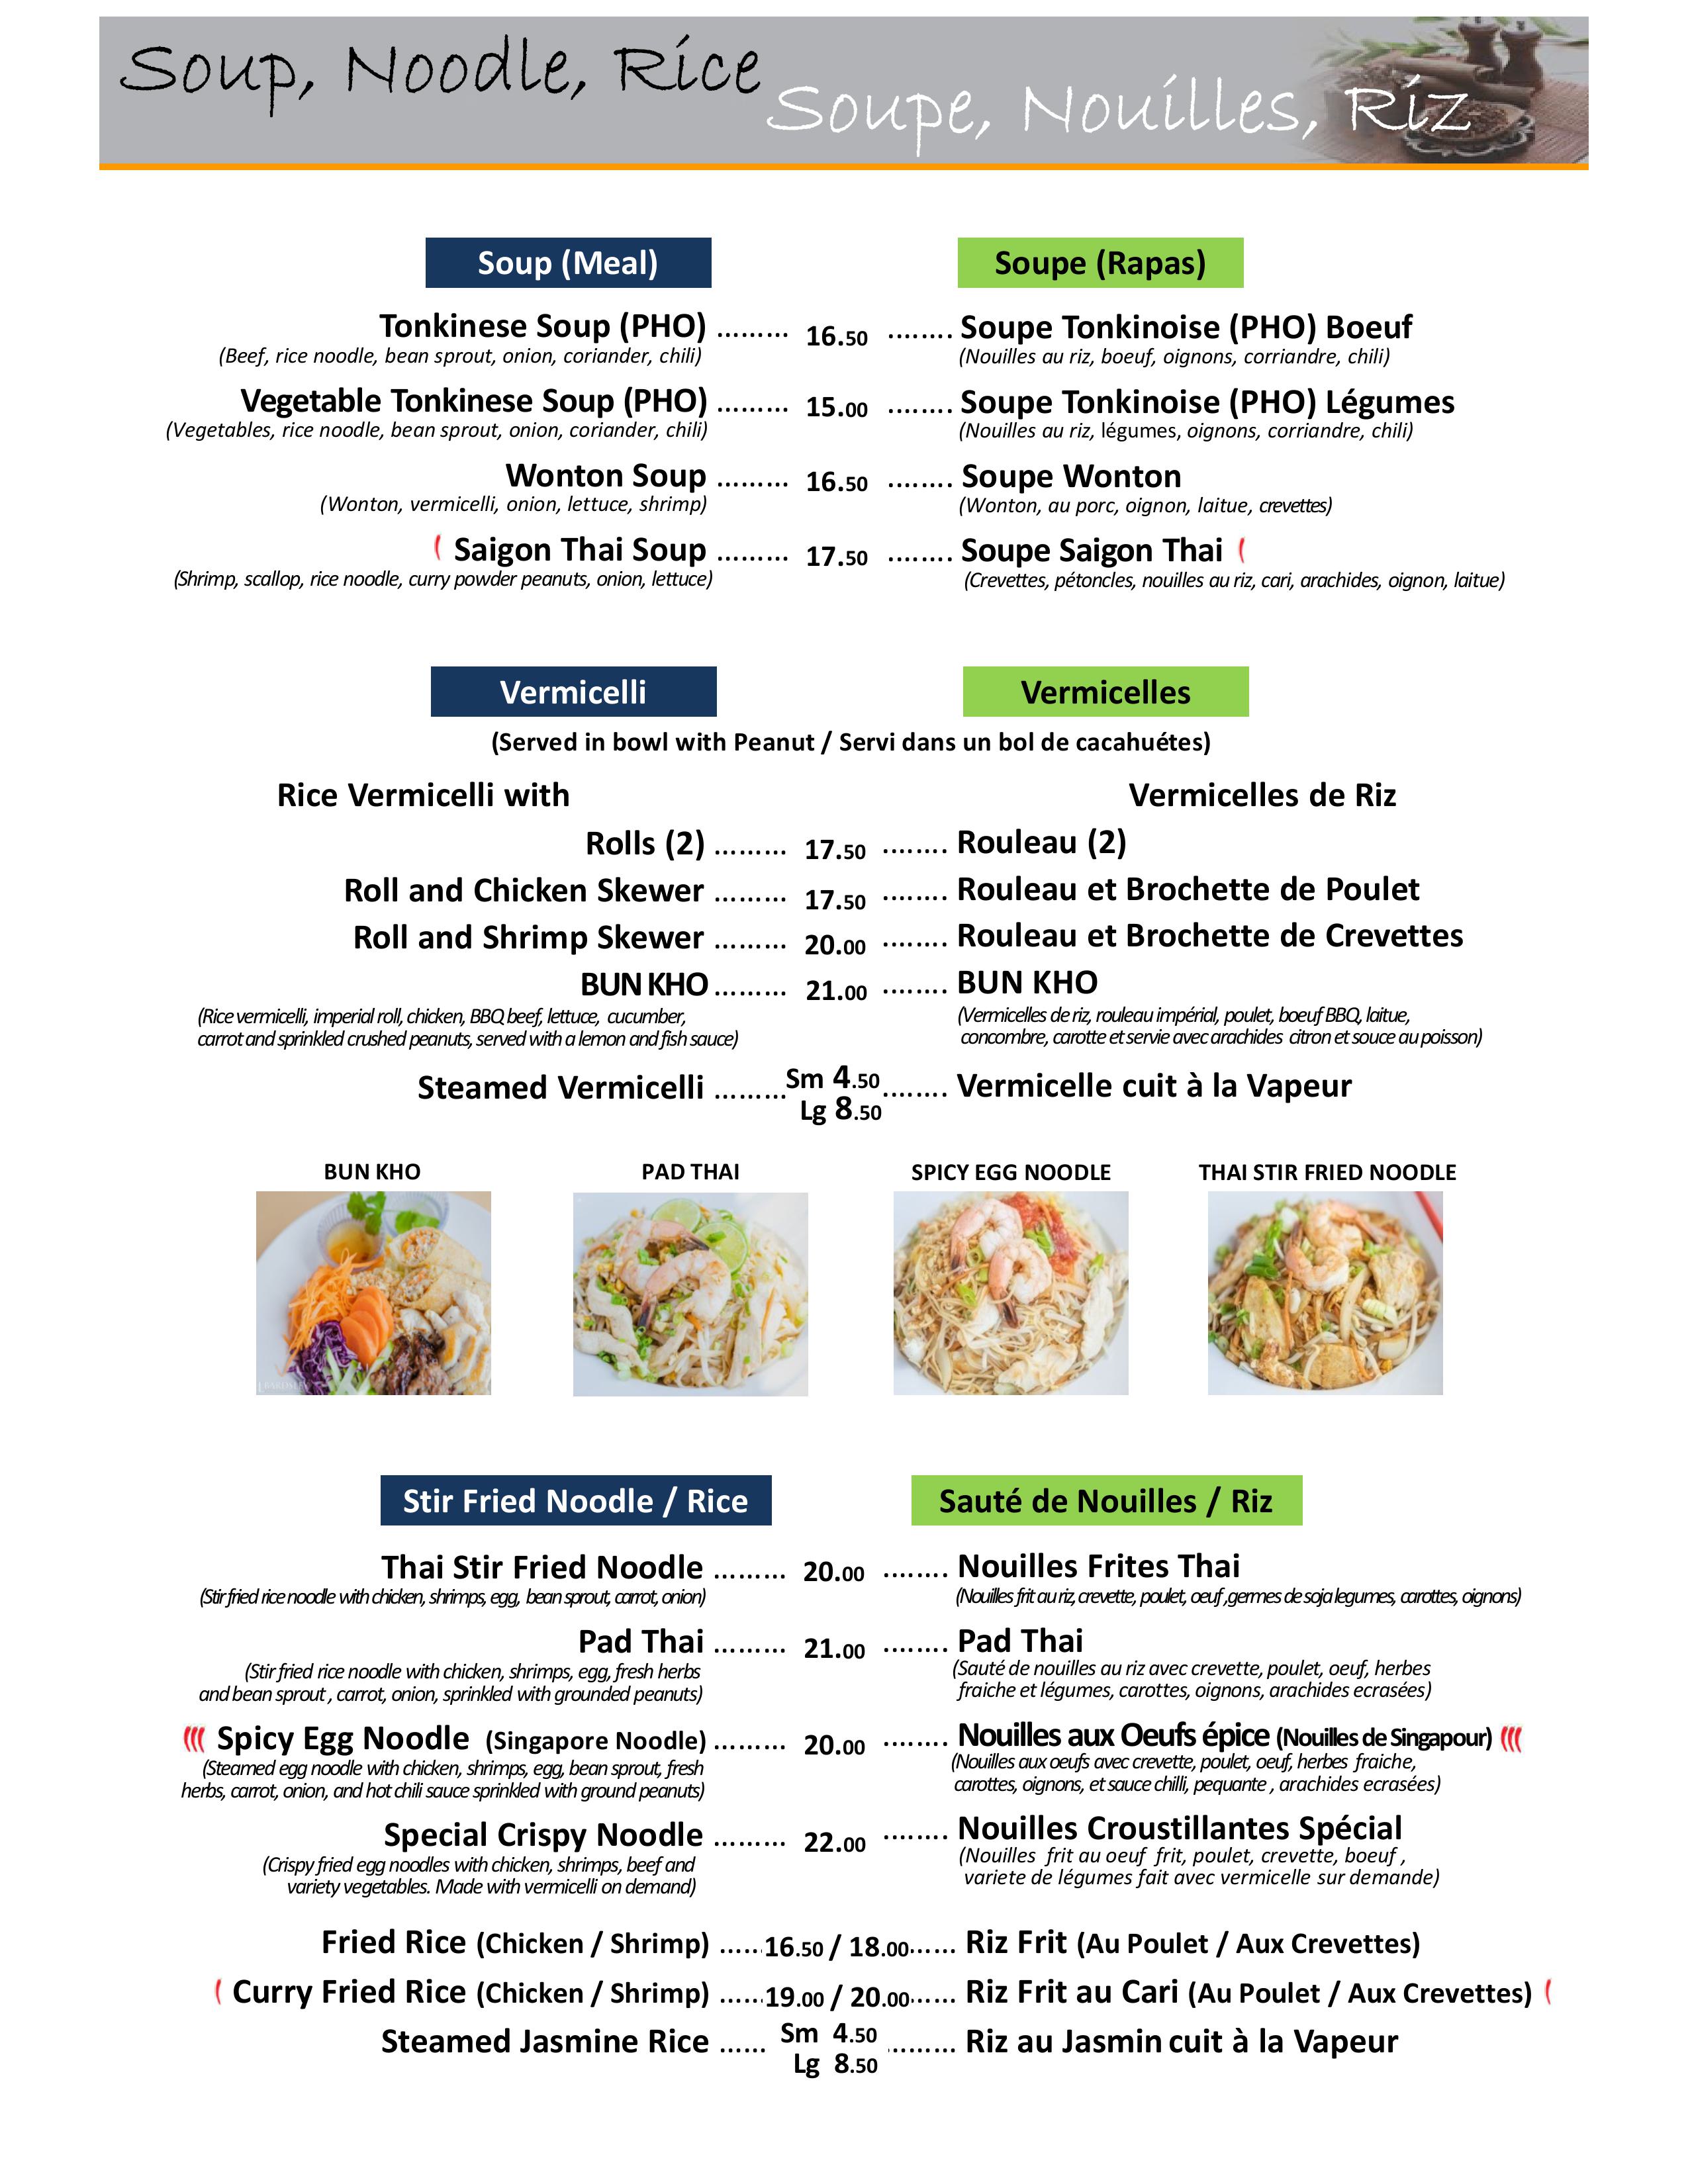 Soup, Noodle, Rice
Soupe, Nouilles, Riz
Soup (Meal) Soupe (Rapas)
Tonkinese Soup (PHO) ......... 16.50 ........ Soupe Tonkinoise (PHO) Boeuf
(Beef, rice noodle, bean sprout, onion, coriander, chili) (Nouilles au riz, boeuf, oignons, corriandre, chili)
Vegetable Tonkinese Soup (PHO) ......... 15.00 ........ Soupe Tonkinoise (PHO) Légumes
(Vegetables, rice noodle, bean sprout, onion, coriander, chili) (Nouilles au riz, légumes, oignons, corriandre, chili)
Wonton Soup ......... 16.50 ........ Soupe Wonton
(Wonton, vermicelli, onion, lettuce, shrimp) (Wonton, au porc, oignon, laitue, crevettes)
Saigon Thai Soup ......... 17.50 ........ Soupe Saigon Thai
(Shrimp, scallop, rice noodle, curry powder peanuts, onion, lettuce) (Crevettes, pétoncles, nouilles au riz, cari, arachides, oignon, laitue)
Vermicelli Vermicelles
(Served in bowl with Peanut / Servi dans un bol de cacahuétes)
Rice Vermicelli with Vermicelles de Riz
Rolls (2) ......... 17.50 ........ Rouleau (2)
Roll and Chicken Skewer ......... 17.50 ........ Rouleau et Brochette de Poulet
Roll and Shrimp Skewer ......... 20.00 ........ Rouleau et Brochette de Crevettes
BUN KHO ......... 21.00 ........ BUN KHO
(Rice vermicelli, imperial roll, chicken, BBQ beef, lettuce, cucumber, (Vermicelles de riz, rouleau impérial, poulet, boeuf BBQ, laitue,
carrot and sprinkled crushed peanuts, served with a lemon and fish sauce) concombre, carotte et servie avec arachides citron et souce au poisson)
Steamed Vermicelli ......... Sm 4.50 ........ Vermicelle cuit à la Vapeur
Lg 8.50
BUN KHO PAD THAI SPICY EGG NOODLE THAI STIR FRIED NOODLE
Stir Fried Noodle / Rice Sauté de Nouilles / Riz
Thai Stir Fried Noodle ......... 20.00 ........ Nouilles Frites Thai
(Stir fried rice noodle with chicken, shrimps, egg, bean sprout, carrot, onion) (Nouilles frit au riz, crevette, poulet, oeuf ,germes de soja legumes, carottes, oignons)
Pad Thai ......... 21.00 ........ Pad Thai
(Stir fried rice noodle with chicken, shrimps, egg, fresh herbs (Sauté de nouilles au riz avec crevette, poulet, oeuf, herbes
and bean sprout , carrot, onion, sprinkled with grounded peanuts) fraiche et légumes, carottes, oignons, arachides ecrasées)
Spicy Egg Noodle (Singapore Noodle) ......... 20.00 ........ Nouilles aux Oeufs épice (Nouilles de Singapour)
(Steamed egg noodle with chicken, shrimps, egg, bean sprout, fresh (Nouilles aux oeufs avec crevette, poulet, oeuf, herbes fraiche,
herbs, carrot, onion, and hot chili sauce sprinkled with ground peanuts) carottes, oignons, et sauce chilli, pequante , arachides ecrasées)
Special Crispy Noodle ......... 22.00 ........ Nouilles Croustillantes Spécial
(Crispy fried egg noodles with chicken, shrimps, beef and (Nouilles frit au oeuf frit, poulet, crevette, boeuf ,
variety vegetables. Made with vermicelli on demand) variete de légumes fait avec vermicelle sur demande)
Fried Rice (Chicken / Shrimp) ...... 16.50 / 18.00 ...... Riz Frit (Au Poulet / Aux Crevettes)
Curry Fried Rice (Chicken / Shrimp) ...... 19.00 / 20.00 ...... Riz Frit au Cari (Au Poulet / Aux Crevettes)
Steamed Jasmine Rice ...... Sm 4.50 ......... Riz au Jasmin cuit à la Vapeur
Lg 8.50